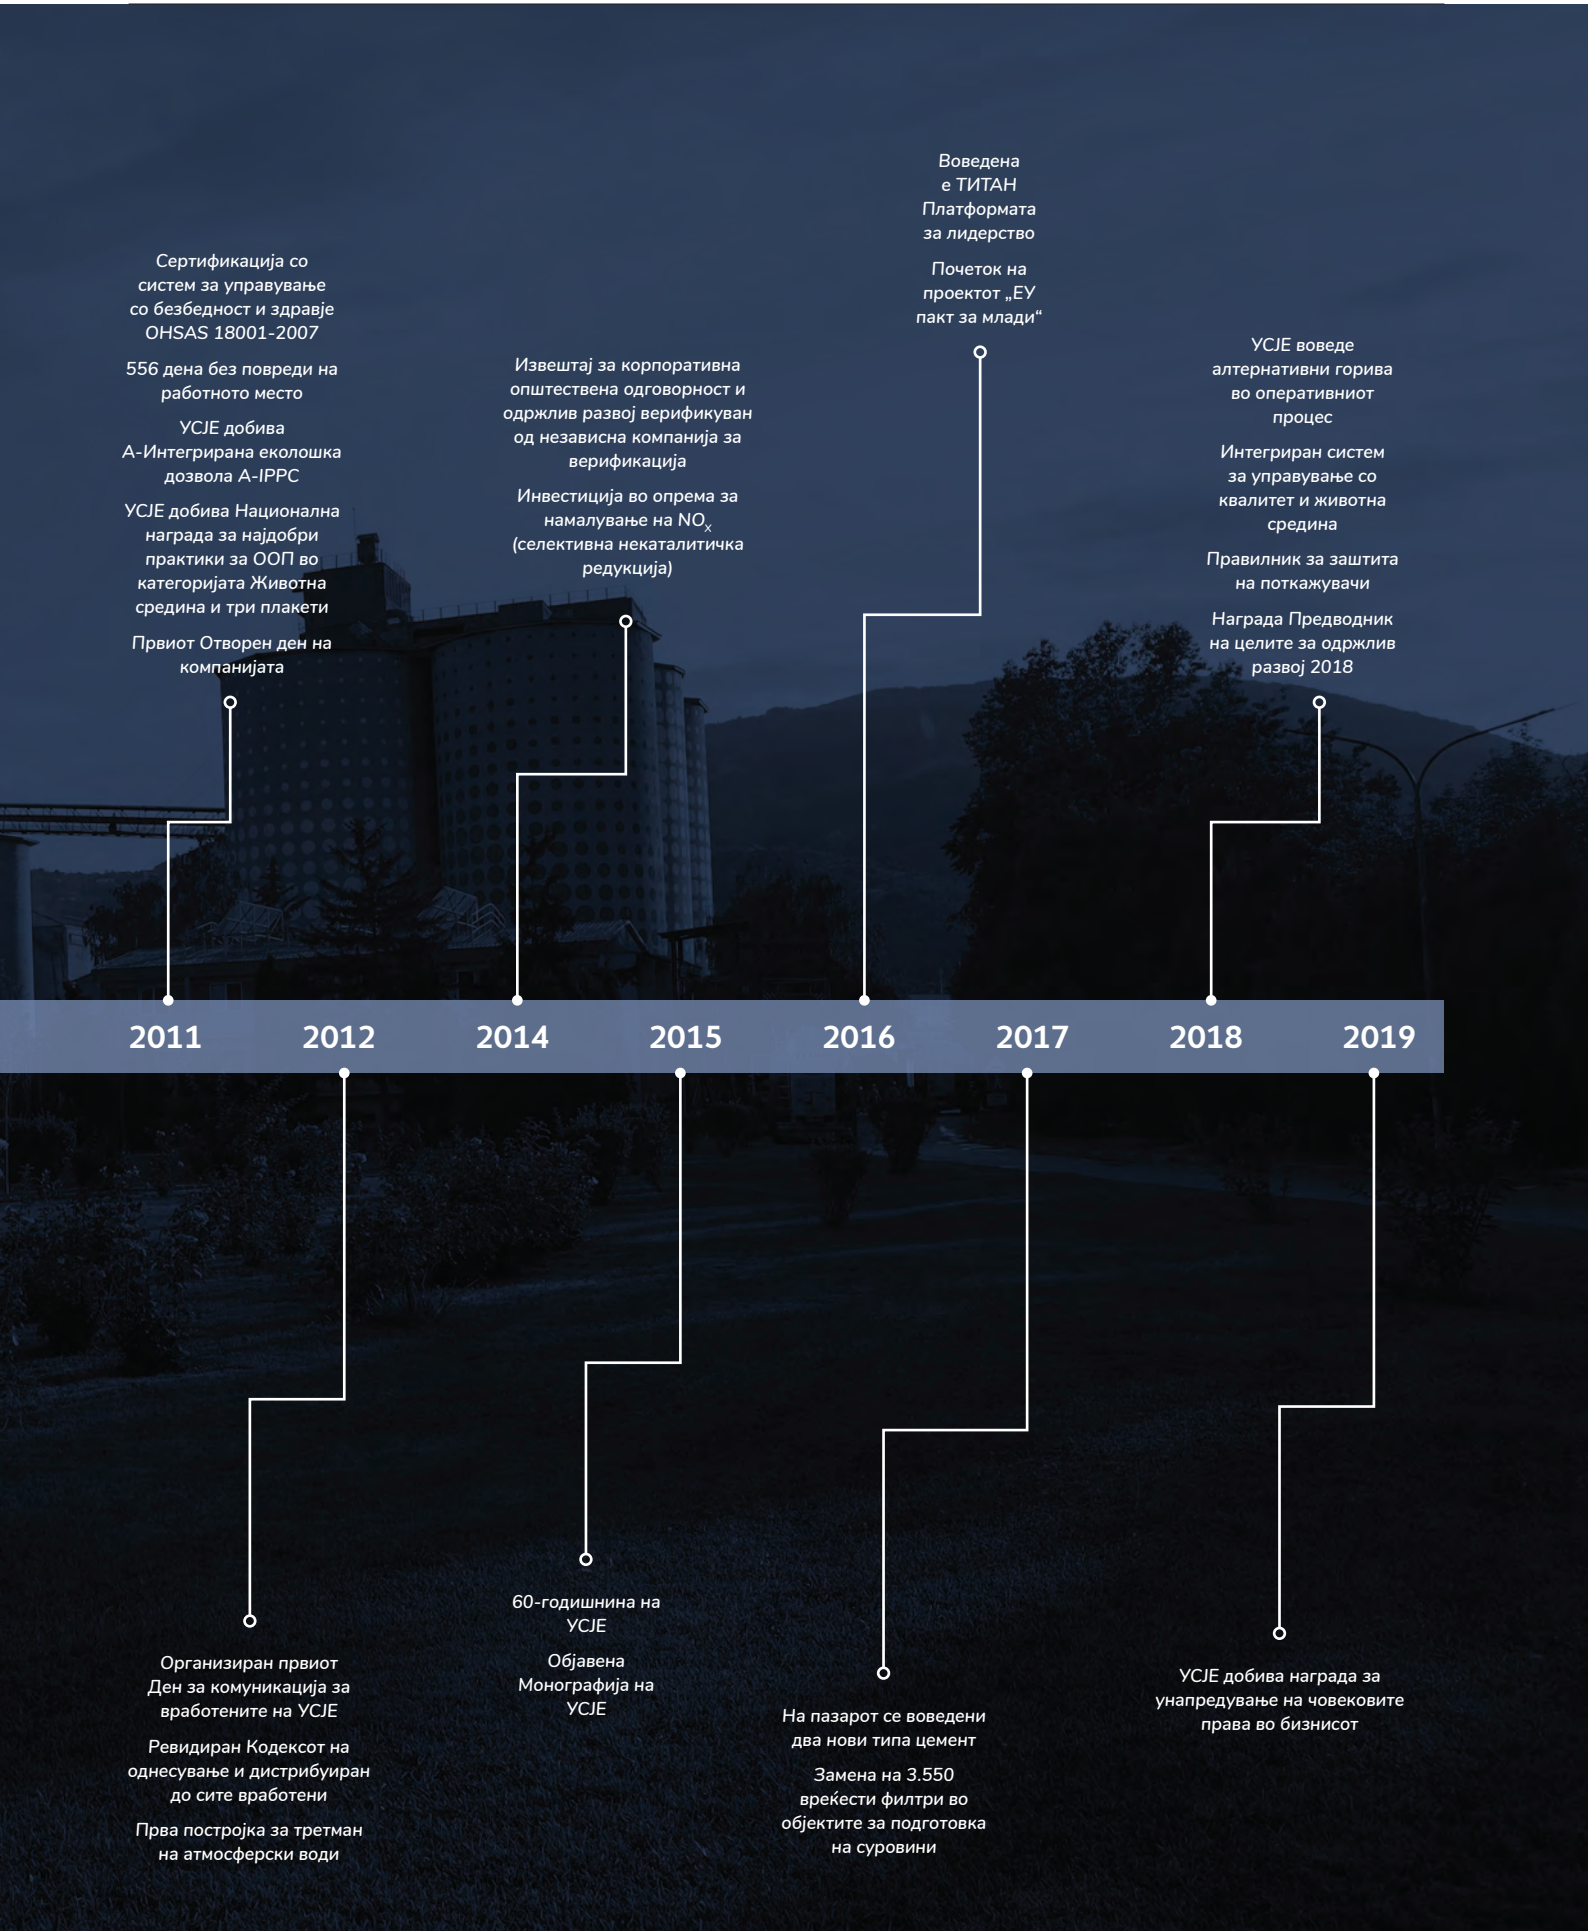 Воведена
е ТИТАН
Платформата
за лидерство
Почеток на
проектот „ЕУ
пакт за млади“
Сертификација со
систем за управување
со безбедност и здравје
OHSAS 18001-2007
556 дена без повреди на
работното место
УСЈЕ добива
А-Интегрирана еколошка
дозвола A-IPPC
УСЈЕ добива Национална
награда за најдобри
практики за ООП во
категоријата Животна
средина и три плакети
Првиот Отворен ден на
компанијата
Извештај за корпоративна
општествена одговорност и
одржлив развој верификуван
од независна компанија за
верификација
Инвестиција во опрема за
намалување на NOx
(селективна некаталитичка
редукција)
УСЈЕ воведе
алтернативни горива
во оперативниот
процес
Интегриран систем
за управување со
квалитет и животна
средина
Правилник за заштита
на поткажувачи
Награда Предводник
на целите за одржлив
развој 2018
2011 2012 2014 2015 2016 2017 2018 2019
Организиран првиот
Ден за комуникација за
вработените на УСЈЕ
Ревидиран Кодексот на
однесување и дистрибуиран
до сите вработени
Прва постројка за третман
на атмосферски води
60-годишнина на
УСЈЕ
Објавена
Монографија на
УСЈЕ
На пазарот се воведени
два нови типа цемент
Замена на 3.550
вреќести филтри во
објектите за подготовка
на суровини
УСЈЕ добива награда за
унапредување на човековите
права во бизнисот